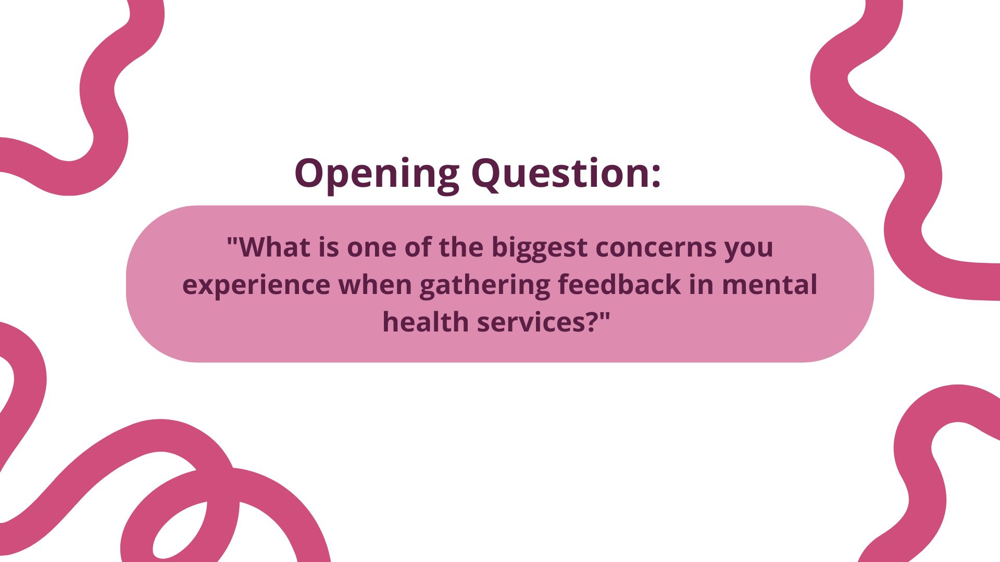 Opening Question:
"What is one of the biggest concerns you
experience when gathering feedback in mental
health services?"